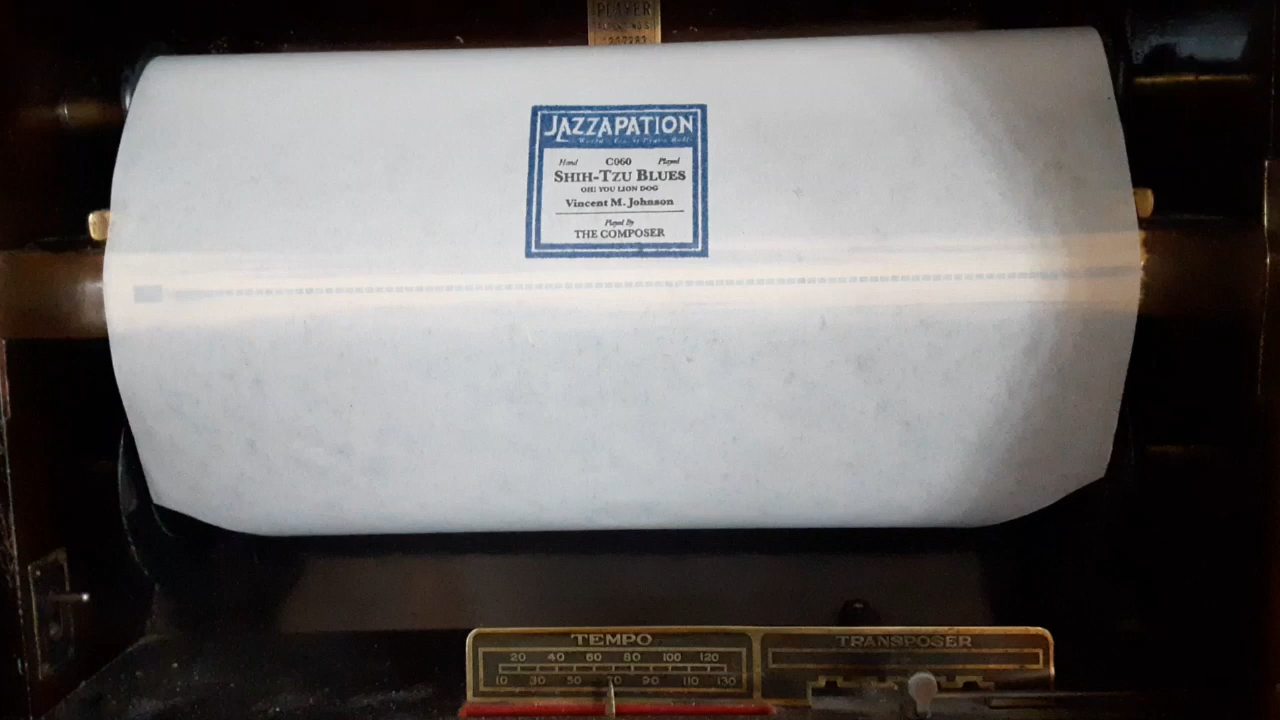 PLAYER
JAZZAPATION
Hand C060 Played
SHIH-TZU BLUES
OH! YOU LION DOG
Vincent M. Johnson
Played By
THE COMPOSER
TEMPO
20 40 60 80 100 120
10 30 50 70 90 110 130
TRANSPOSER